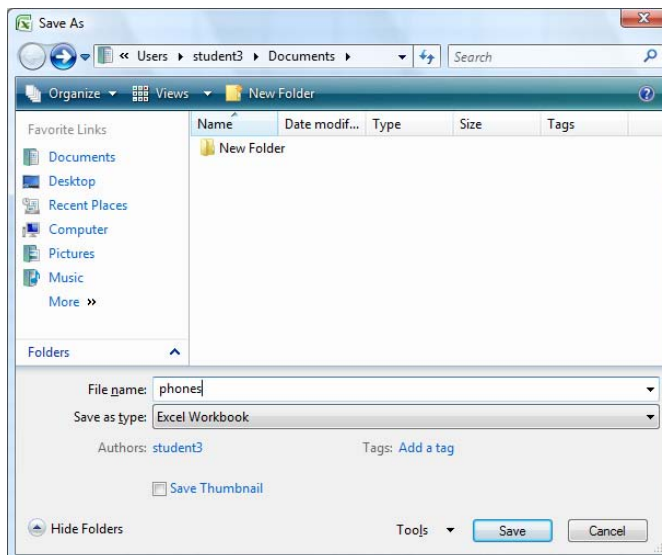 Save As
« Users ▸ student3 ▸ Documents ▸ Search
Organize Views New Folder
Favorite Links
Documents
Desktop
Recent Places
Computer
Pictures
Music
More »
Folders
Name Date modif... Type Size Tags
New Folder
File name: phones
Save as type: Excel Workbook
Authors: student3 Tags: Add a tag
Save Thumbnail
Hide Folders Tools Save Cancel